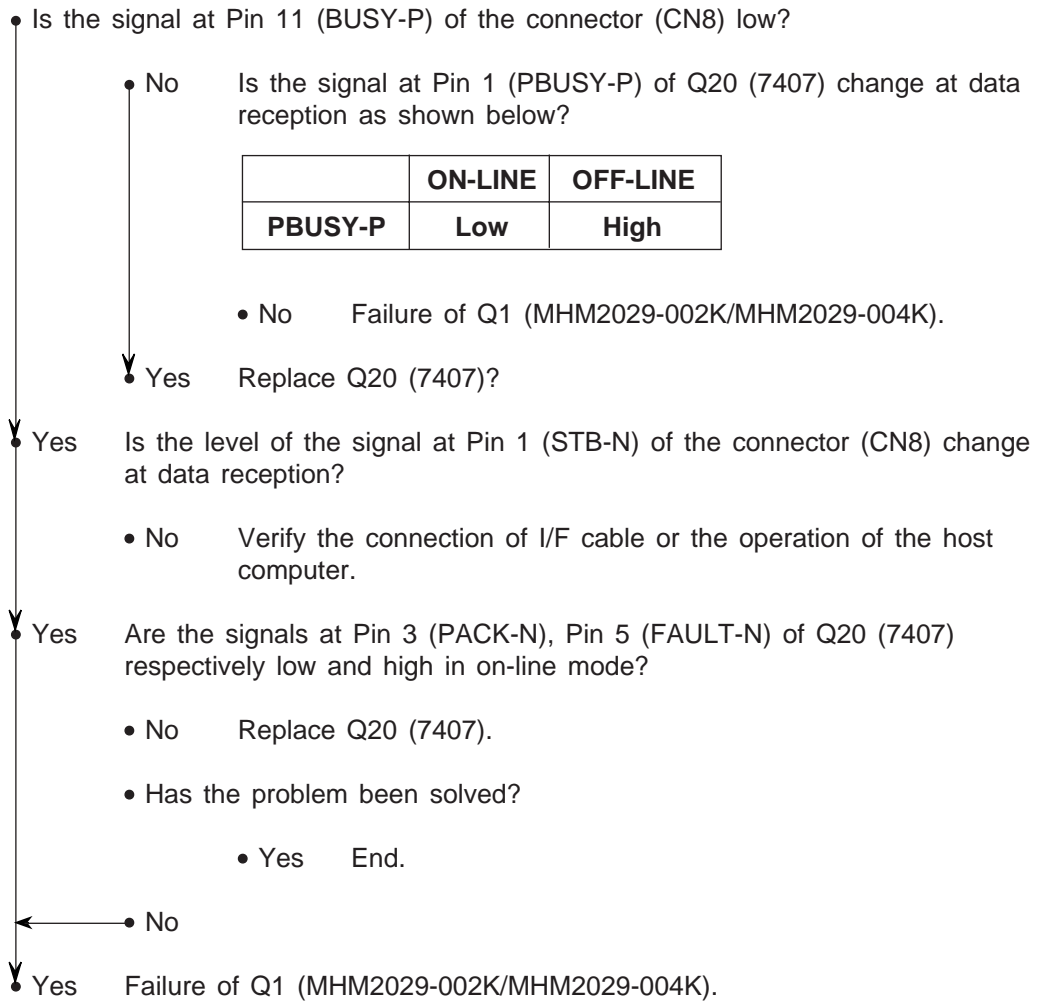 Is the signal at Pin 11 (BUSY-P) of the connector (CN8) low?
No Is the signal at Pin 1 (PBUSY-P) of Q20 (7407) change at data
reception as shown below?
ON-LINE OFF-LINE
PBUSY-P Low High
No Failure of Q1 (MHM2029-002K/MHM2029-004K).
Yes Replace Q20 (7407)?
Yes Is the level of the signal at Pin 1 (STB-N) of the connector (CN8) change
at data reception?
No Verify the connection of I/F cable or the operation of the host
computer.
Yes Are the signals at Pin 3 (PACK-N), Pin 5 (FAULT-N) of Q20 (7407)
respectively low and high in on-line mode?
No Replace Q20 (7407).
Has the problem been solved?
Yes End.
No
Yes Failure of Q1 (MHM2029-002K/MHM2029-004K).